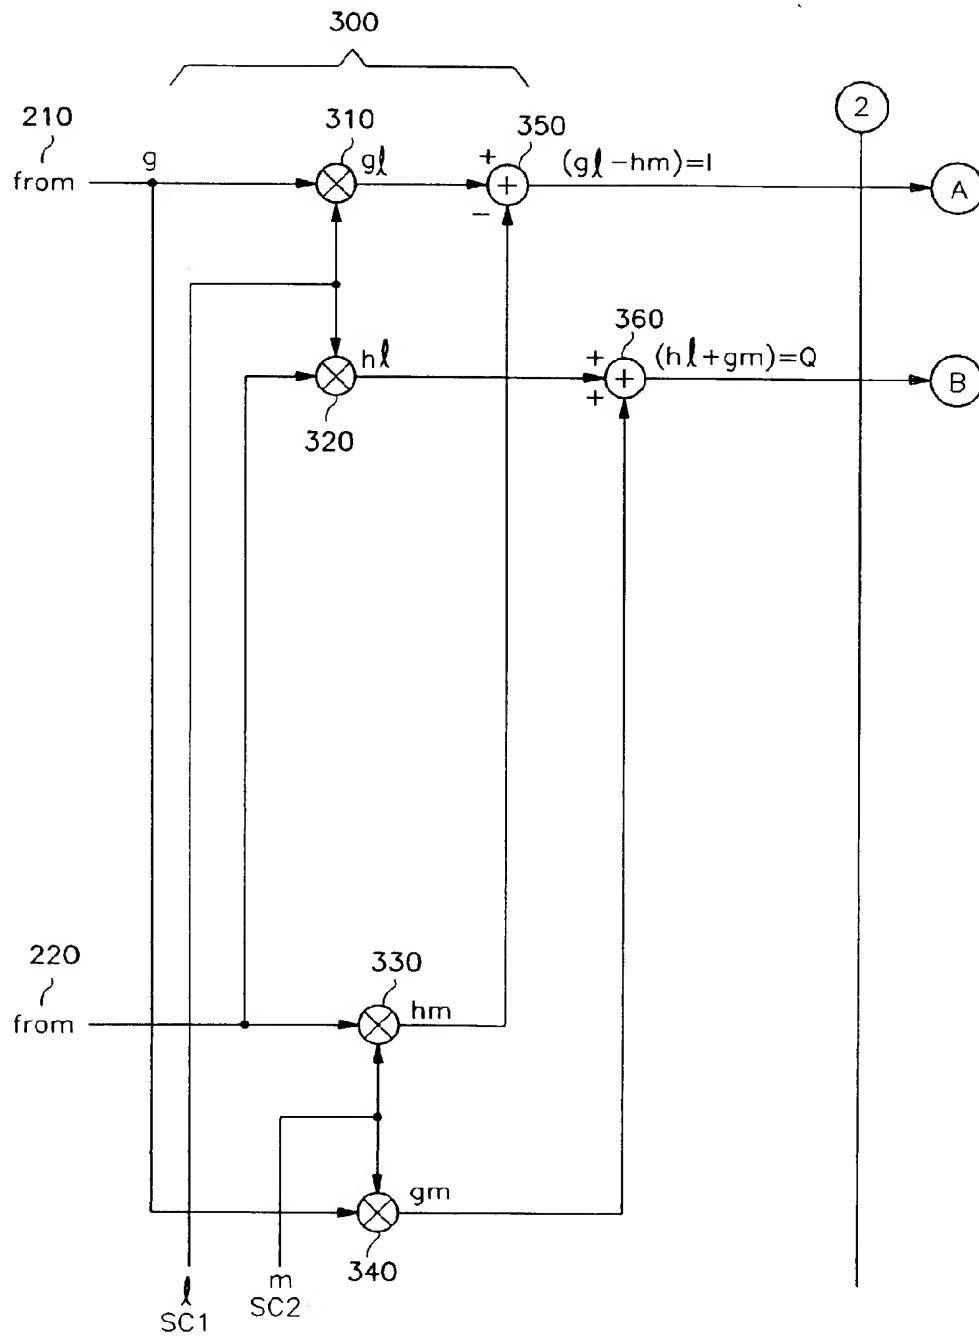 300
2
210
310
350
from
g
gℓ
+
+
−
(gℓ-hm)=I
A
360
hℓ
+
+
+
(hℓ+gm)=Q
B
320
220
330
from
hm
gm
340
ℓ
SC1
m
SC2